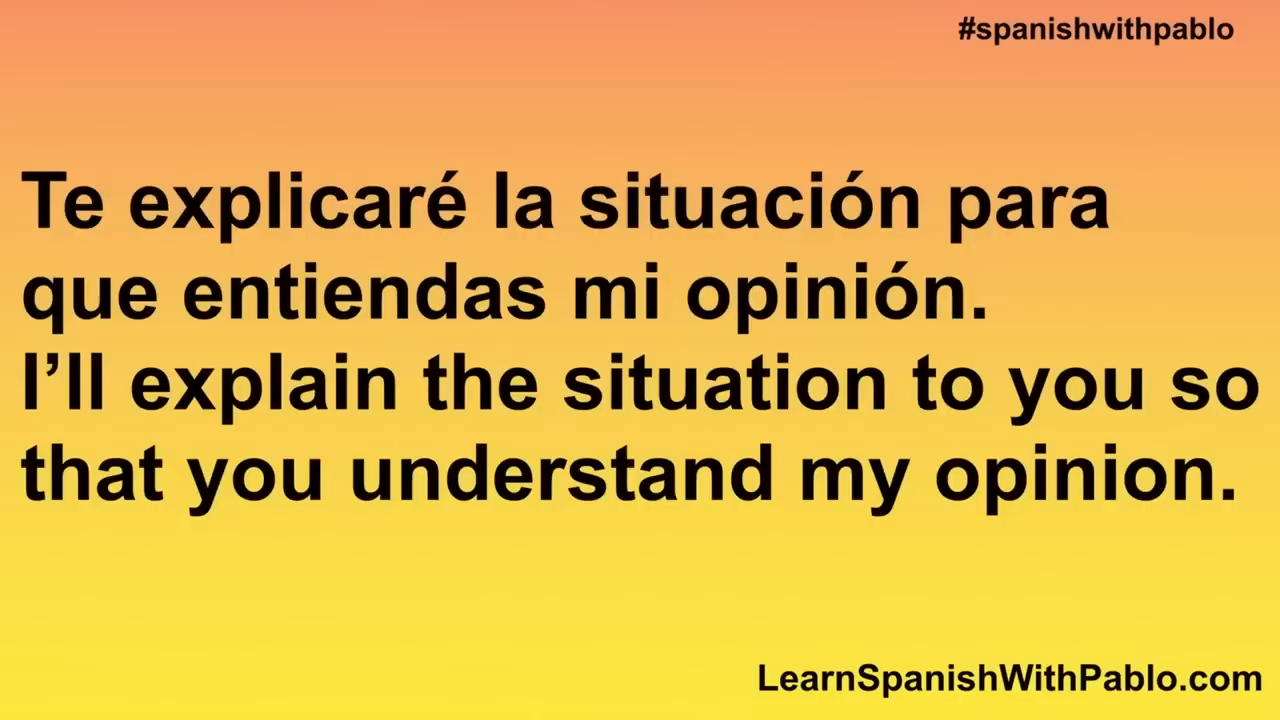 #spanishwithpablo
Te explicaré la situación para
que entiendas mi opinión.
I’ll explain the situation to you so
that you understand my opinion.
LearnSpanishWithPablo.com